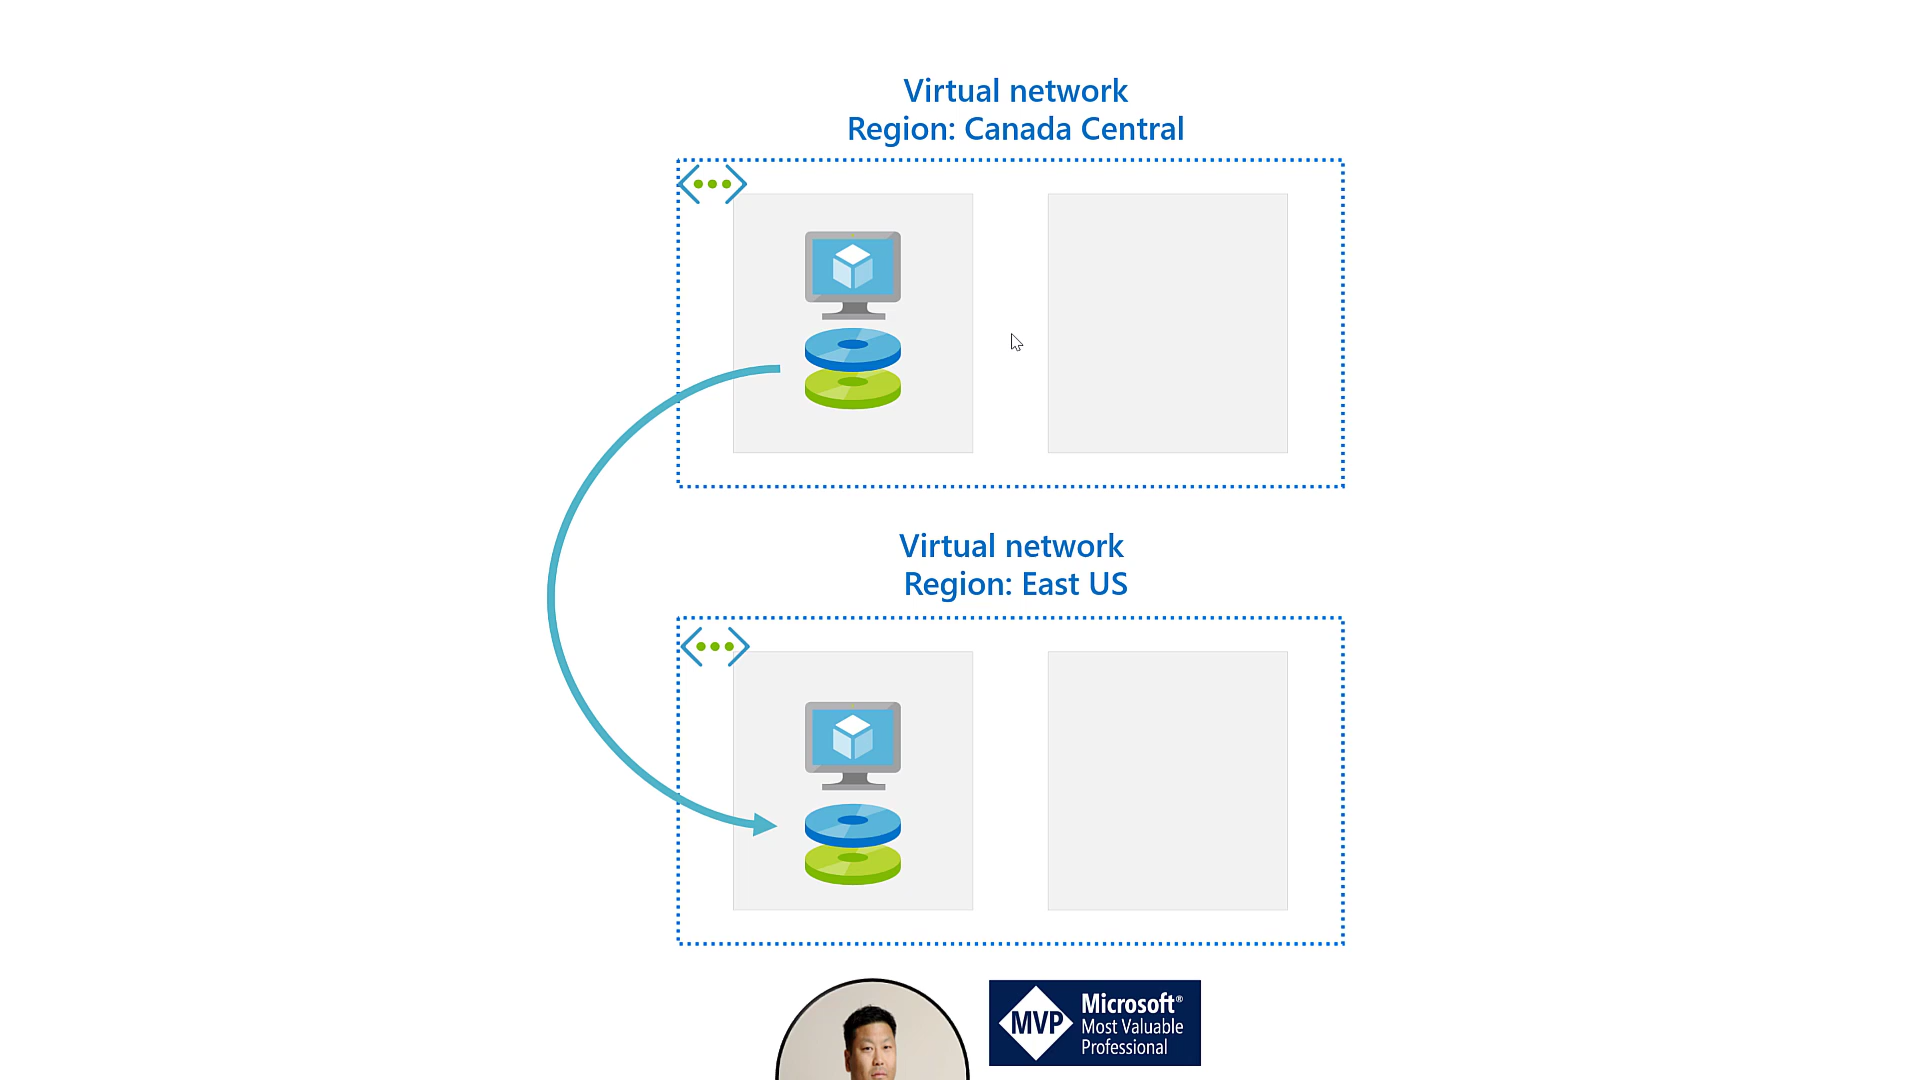 Virtual network
Region: Canada Central
Virtual network
Region: East US
MVP
Microsoft®
Most Valuable
Professional